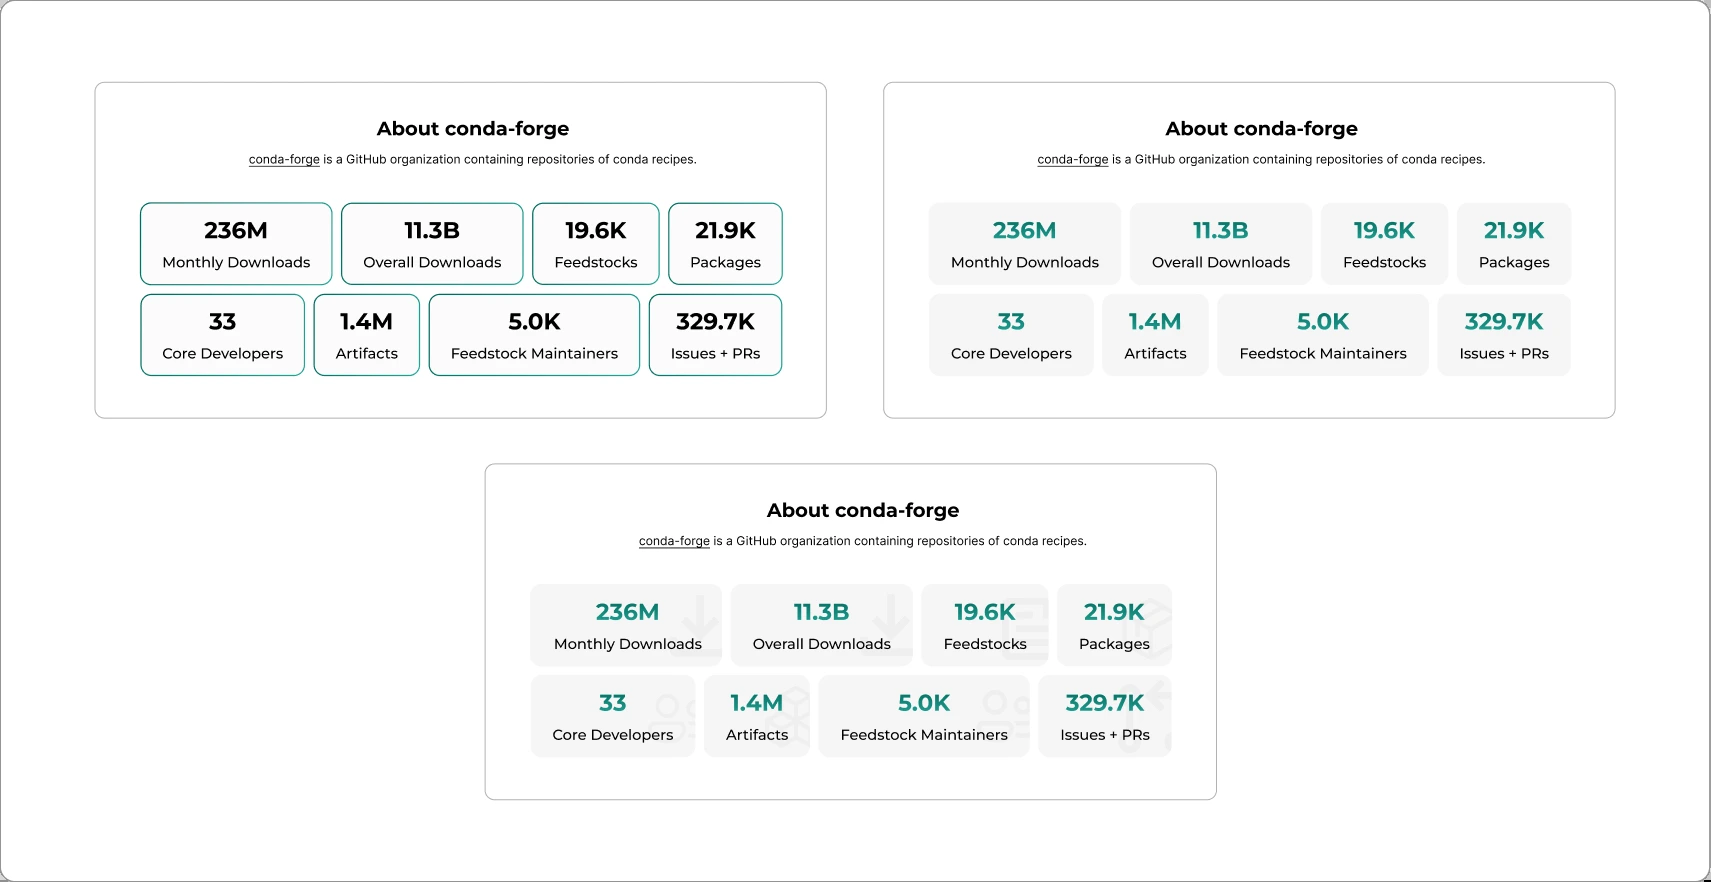 About conda-forge
conda-forge is a GitHub organization containing repositories of conda recipes.
236M
Monthly Downloads
11.3B
Overall Downloads
19.6K
Feedstocks
21.9K
Packages
33
Core Developers
1.4M
Artifacts
5.0K
Feedstock Maintainers
329.7K
Issues + PRs
About conda-forge
conda-forge is a GitHub organization containing repositories of conda recipes.
236M
Monthly Downloads
11.3B
Overall Downloads
19.6K
Feedstocks
21.9K
Packages
33
Core Developers
1.4M
Artifacts
5.0K
Feedstock Maintainers
329.7K
Issues + PRs
About conda-forge
conda-forge is a GitHub organization containing repositories of conda recipes.
236M
Monthly Downloads
11.3B
Overall Downloads
19.6K
Feedstocks
21.9K
Packages
33
Core Developers
1.4M
Artifacts
5.0K
Feedstock Maintainers
329.7K
Issues + PRs